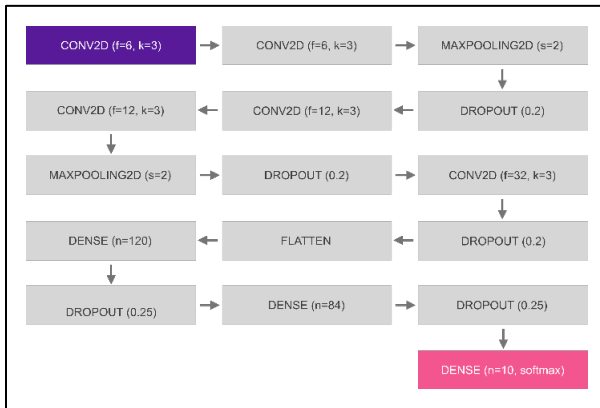 CONV2D (f=6, k=3)
CONV2D (f=6, k=3)
MAXPOOLING2D (s=2)
CONV2D (f=12, k=3)
CONV2D (f=12, k=3)
DROPOUT (0.2)
MAXPOOLING2D (s=2)
DROPOUT (0.2)
CONV2D (f=32, k=3)
DENSE (n=120)
FLATTEN
DROPOUT (0.2)
DROPOUT (0.25)
DENSE (n=84)
DROPOUT (0.25)
DENSE (n=10, softmax)